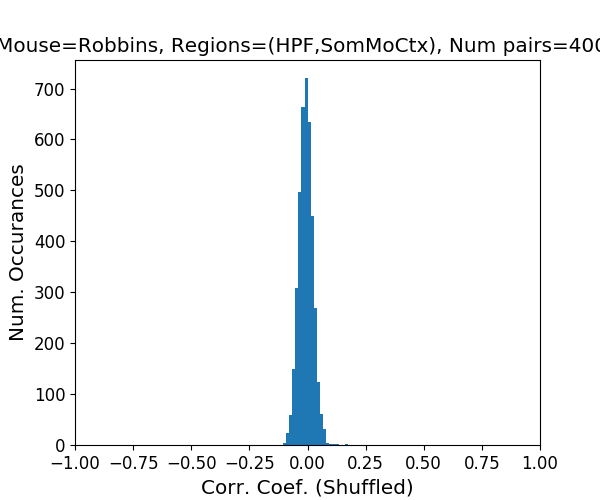 Mouse=Robbins, Regions=(HPF,SomMoCtx), Num pairs=400
Num. Occurances
700
600
500
400
300
200
100
0
−1.00 −0.75 −0.50 −0.25 0.00 0.25 0.50 0.75 1.00
Corr. Coef. (Shuffled)